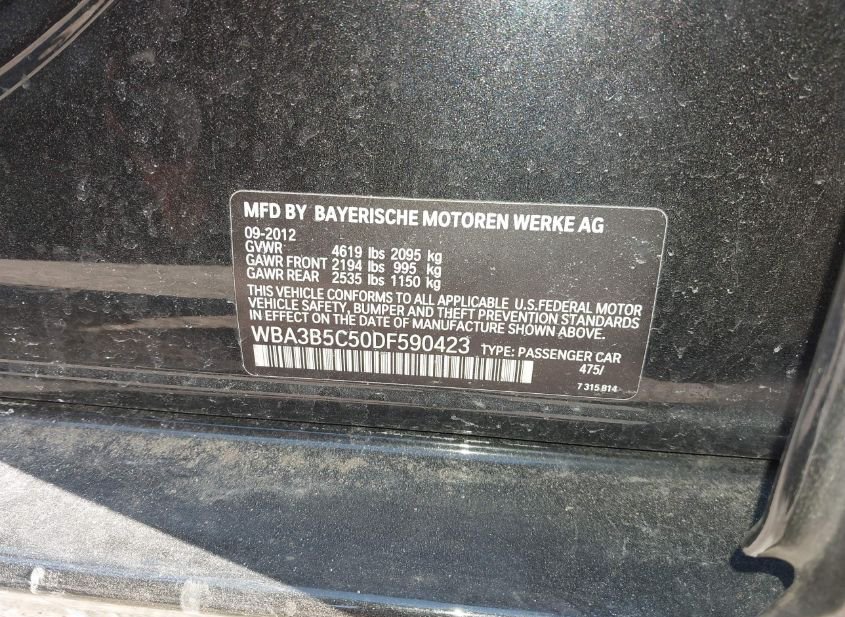 MFD BY BAYERISCHE MOTOREN WERKE AG
09-2012
GVWR 4619 lbs 2095 kg
GAWR FRONT 2194 lbs 995 kg
GAWR REAR 2535 lbs 1150 kg
THIS VEHICLE CONFORMS TO ALL APPLICABLE U.S.FEDERAL MOTOR
VEHICLE SAFETY, BUMPER AND THEFT PREVENTION STANDARDS
IN EFFECT ON THE DATE OF MANUFACTURE SHOWN ABOVE.
WBA3B5C50DF590423 TYPE: PASSENGER CAR
475/
7 315 814